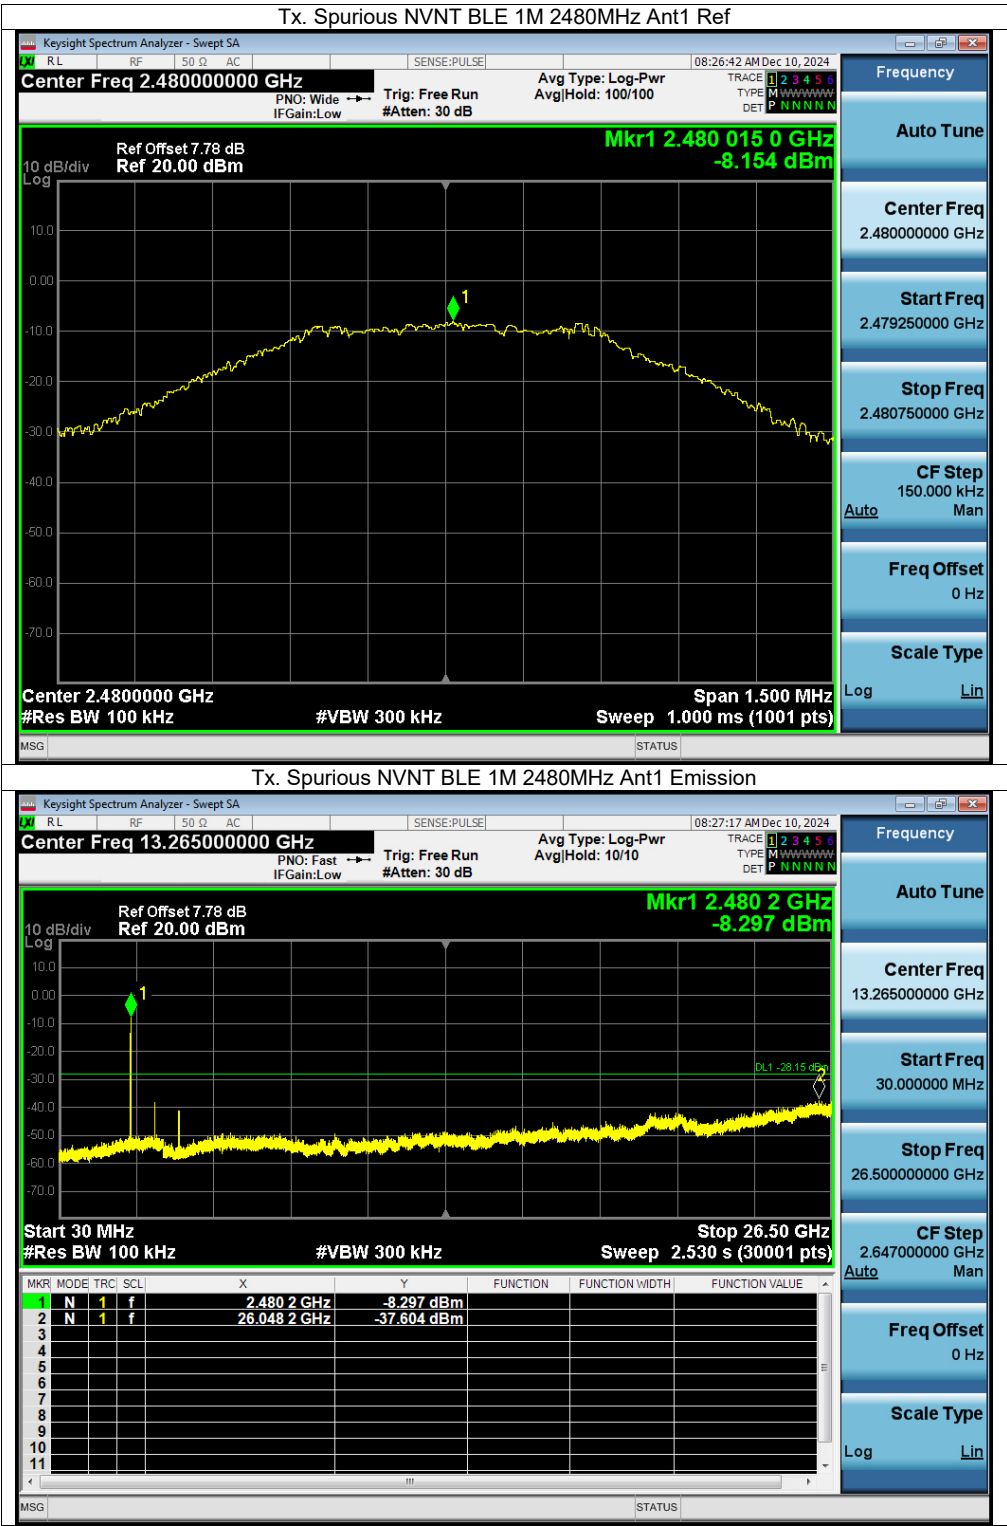 Tx. Spurious NVNT BLE 1M 2480MHz Ant1 Ref
Keysight Spectrum Analyzer - Swept SA
LXI RL RF 50 Ω AC SENSE:PULSE 08:26:42 AM Dec 10, 2024
Center Freq 2.480000000 GHz
PNO: Wide
IFGain:Low
Trig: Free Run
#Atten: 30 dB
Avg Type: Log-Pwr
Avg|Hold: 100/100
TRACE 1 2 3 4 5 6
TYPE M WWWWW
DET P N N N N N
Frequency
Mkr1 2.480 015 0 GHz
-8.154 dBm
Ref Offset 7.78 dB
Ref 20.00 dBm
10 dB/div
Log
10.0
0.00
-10.0
-20.0
-30.0
-40.0
-50.0
-60.0
-70.0
1
Center 2.4800000 GHz
Span 1.500 MHz
#Res BW 100 kHz
#VBW 300 kHz
Sweep 1.000 ms (1001 pts)
Auto Tune
Center Freq
2.480000000 GHz
Start Freq
2.479250000 GHz
Stop Freq
2.480750000 GHz
CF Step
150.000 kHz
Auto Man
Freq Offset
0 Hz
Scale Type
Log Lin
MSG STATUS
Tx. Spurious NVNT BLE 1M 2480MHz Ant1 Emission
Keysight Spectrum Analyzer - Swept SA
LXI RL RF 50 Ω AC SENSE:PULSE 08:27:17 AM Dec 10, 2024
Center Freq 13.265000000 GHz
PNO: Fast
IFGain:Low
Trig: Free Run
#Atten: 30 dB
Avg Type: Log-Pwr
Avg|Hold: 10/10
TRACE 1 2 3 4 5 6
TYPE M WWWWW
DET P N N N N N
Frequency
Mkr1 2.480 2 GHz
-8.297 dBm
Ref Offset 7.78 dB
Ref 20.00 dBm
10 dB/div
Log
10.0
0.00
-10.0
-20.0
-30.0
-40.0
-50.0
-60.0
-70.0
1
DL1 -28.15 dBm
2
Start 30 MHz
Stop 26.50 GHz
#Res BW 100 kHz
#VBW 300 kHz
Sweep 2.530 s (30001 pts)
MKR MODE TRC SCL X Y FUNCTION FUNCTION WIDTH FUNCTION VALUE
1 N 1 f 2.480 2 GHz -8.297 dBm
2 N 1 f 26.048 2 GHz -37.604 dBm
3
4
5
6
7
8
9
10
11
Auto Tune
Center Freq
13.265000000 GHz
Start Freq
30.000000 MHz
Stop Freq
26.500000000 GHz
CF Step
2.647000000 GHz
Auto Man
Freq Offset
0 Hz
Scale Type
Log Lin
MSG STATUS